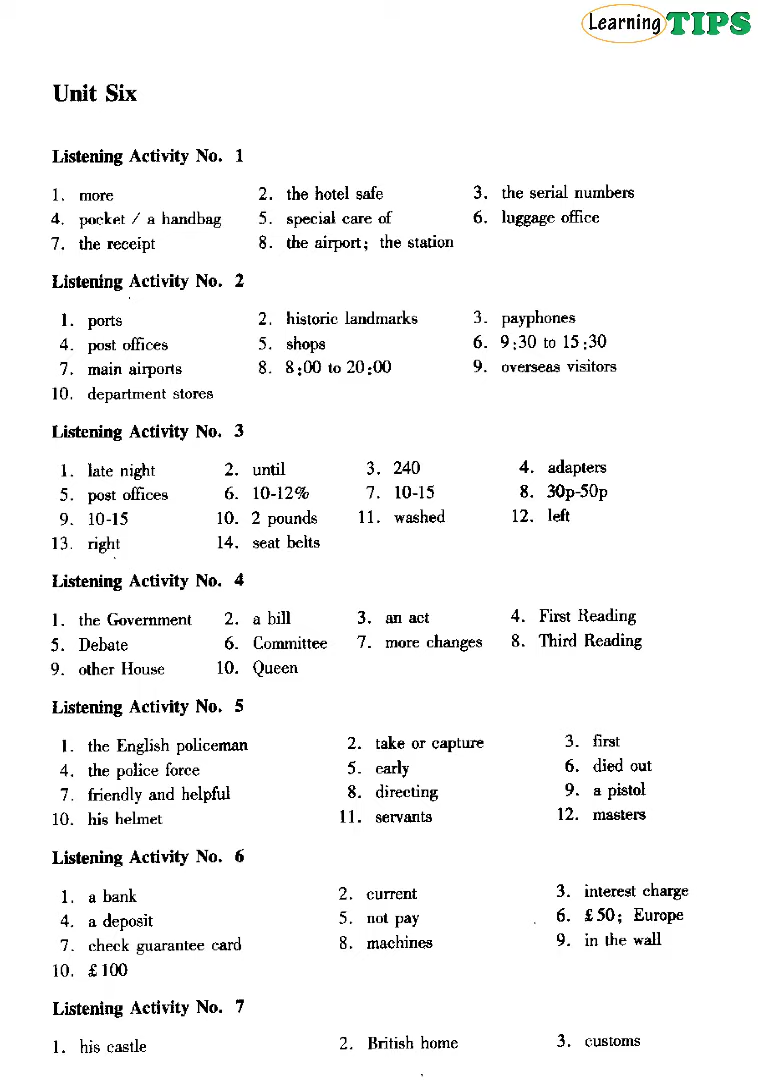 Learning TIPS
Unit Six
Listening Activity No. 1
1. more 2. the hotel safe 3. the serial numbers
4. pocket / a handbag 5. special care of 6. luggage office
7. the receipt 8. the airport; the station
Listening Activity No. 2
1. ports 2. historic landmarks 3. payphones
4. post offices 5. shops 6. 9:30 to 15:30
7. main airports 8. 8:00 to 20:00 9. overseas visitors
10. department stores
Listening Activity No. 3
1. late night 2. until 3. 240 4. adapters
5. post offices 6. 10-12% 7. 10-15 8. 30p-50p
9. 10-15 10. 2 pounds 11. washed 12. left
13. right 14. seat belts
Listening Activity No. 4
1. the Government 2. a bill 3. an act 4. First Reading
5. Debate 6. Committee 7. more changes 8. Third Reading
9. other House 10. Queen
Listening Activity No. 5
1. the English policeman 2. take or capture 3. first
4. the police force 5. early 6. died out
7. friendly and helpful 8. directing 9. a pistol
10. his helmet 11. servants 12. masters
Listening Activity No. 6
1. a bank 2. current 3. interest charge
4. a deposit 5. not pay 6. £50; Europe
7. check guarantee card 8. machines 9. in the wall
10. £100
Listening Activity No. 7
1. his castle 2. British home 3. customs